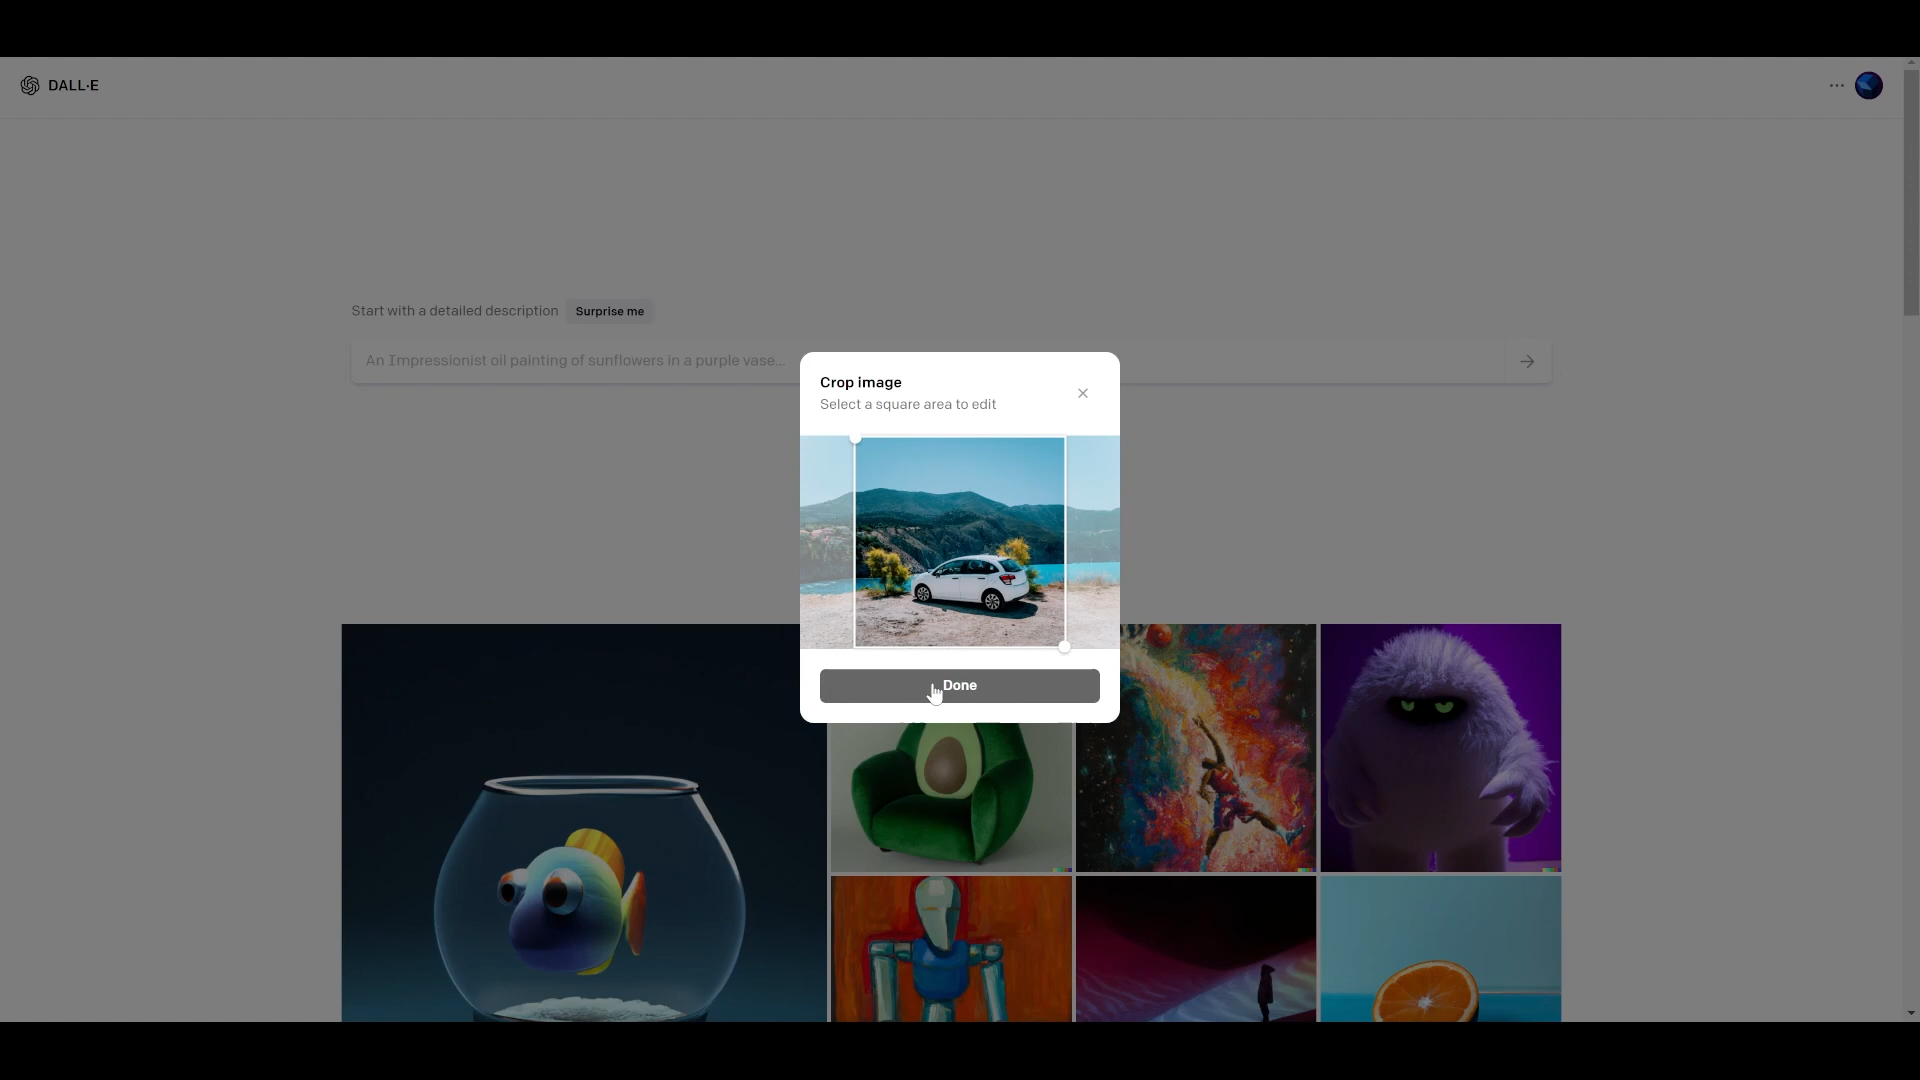 DALL·E
Start with a detailed description Surprise me
An Impressionist oil painting of sunflowers in a purple vase...
Crop image
Select a square area to edit
Done